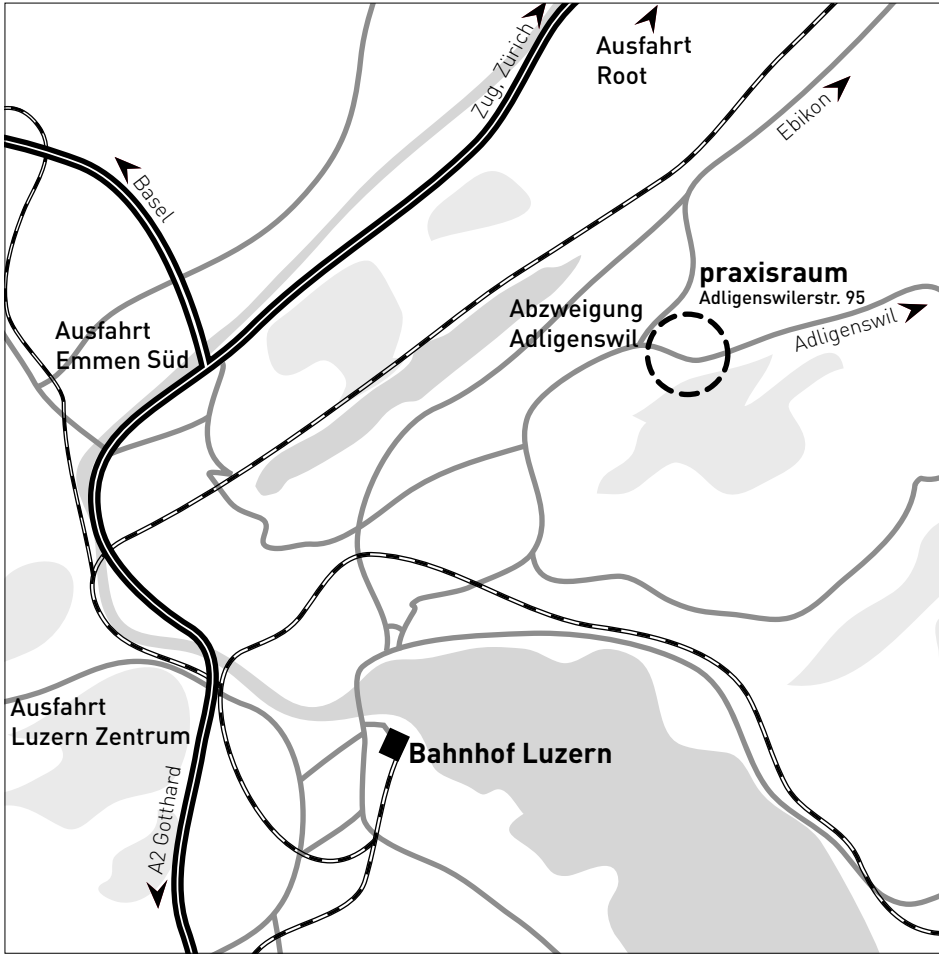 Zug, Zürich
Ausfahrt
Root
Ebikon
Basel
praxisraum
Adligenswilerstr. 95
Abzweigung
Adligenswil
Adligenswil
Ausfahrt
Emmen Süd
Ausfahrt
Luzern Zentrum
Bahnhof Luzern
A2 Gotthard